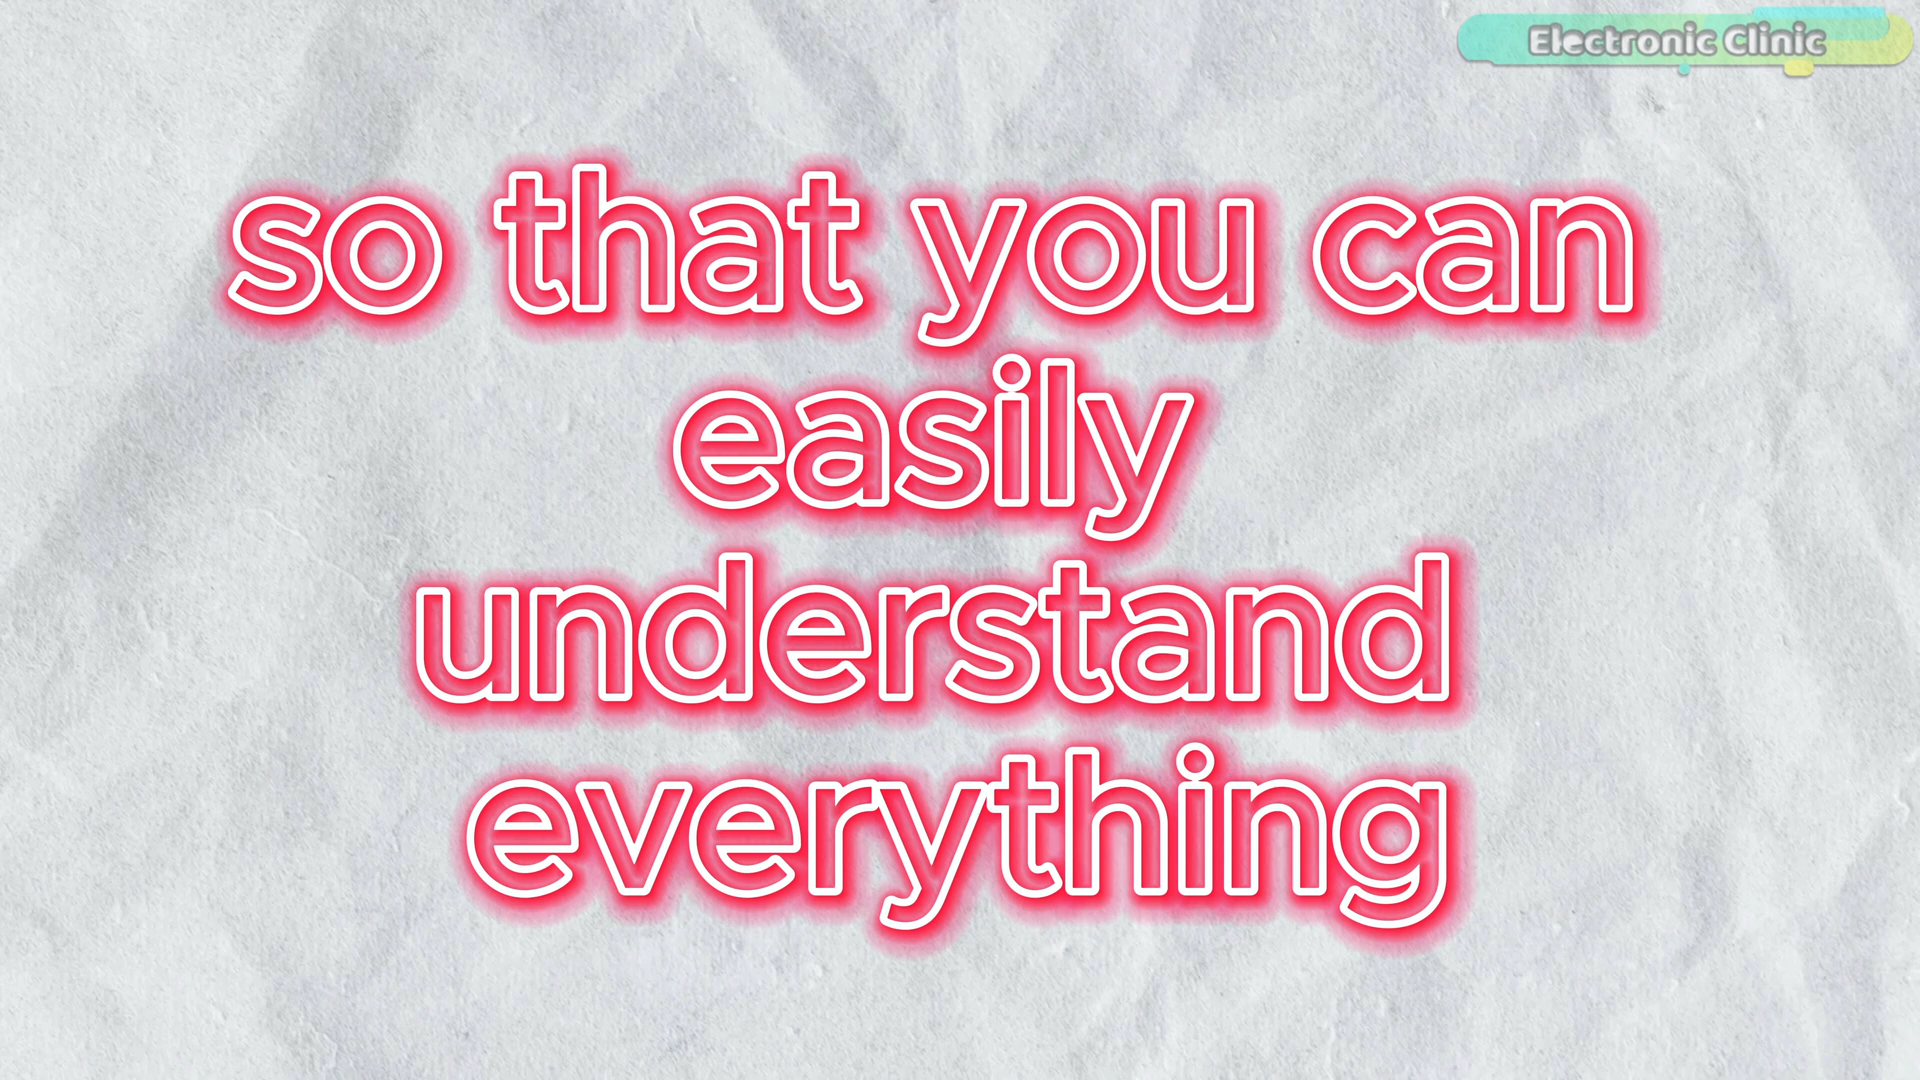 Electronic Clinic
so that you can
easily
understand
everything